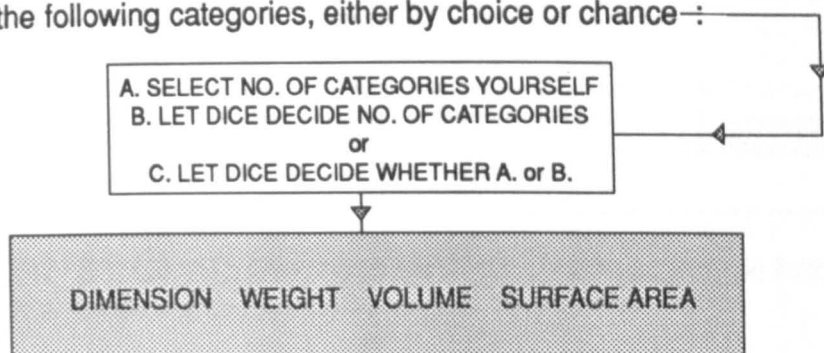 the following categories, either by choice or chance :
A. SELECT NO. OF CATEGORIES YOURSELF
B. LET DICE DECIDE NO. OF CATEGORIES
or
C. LET DICE DECIDE WHETHER A. or B.
DIMENSION WEIGHT VOLUME SURFACE AREA